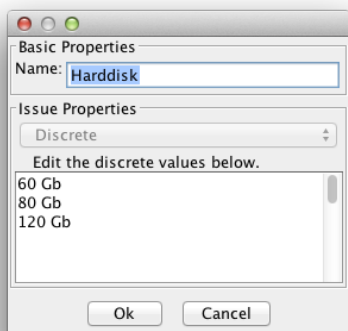 Basic Properties
Name: Harddisk
Issue Properties
Discrete
Edit the discrete values below.
60 Gb
80 Gb
120 Gb
Ok Cancel